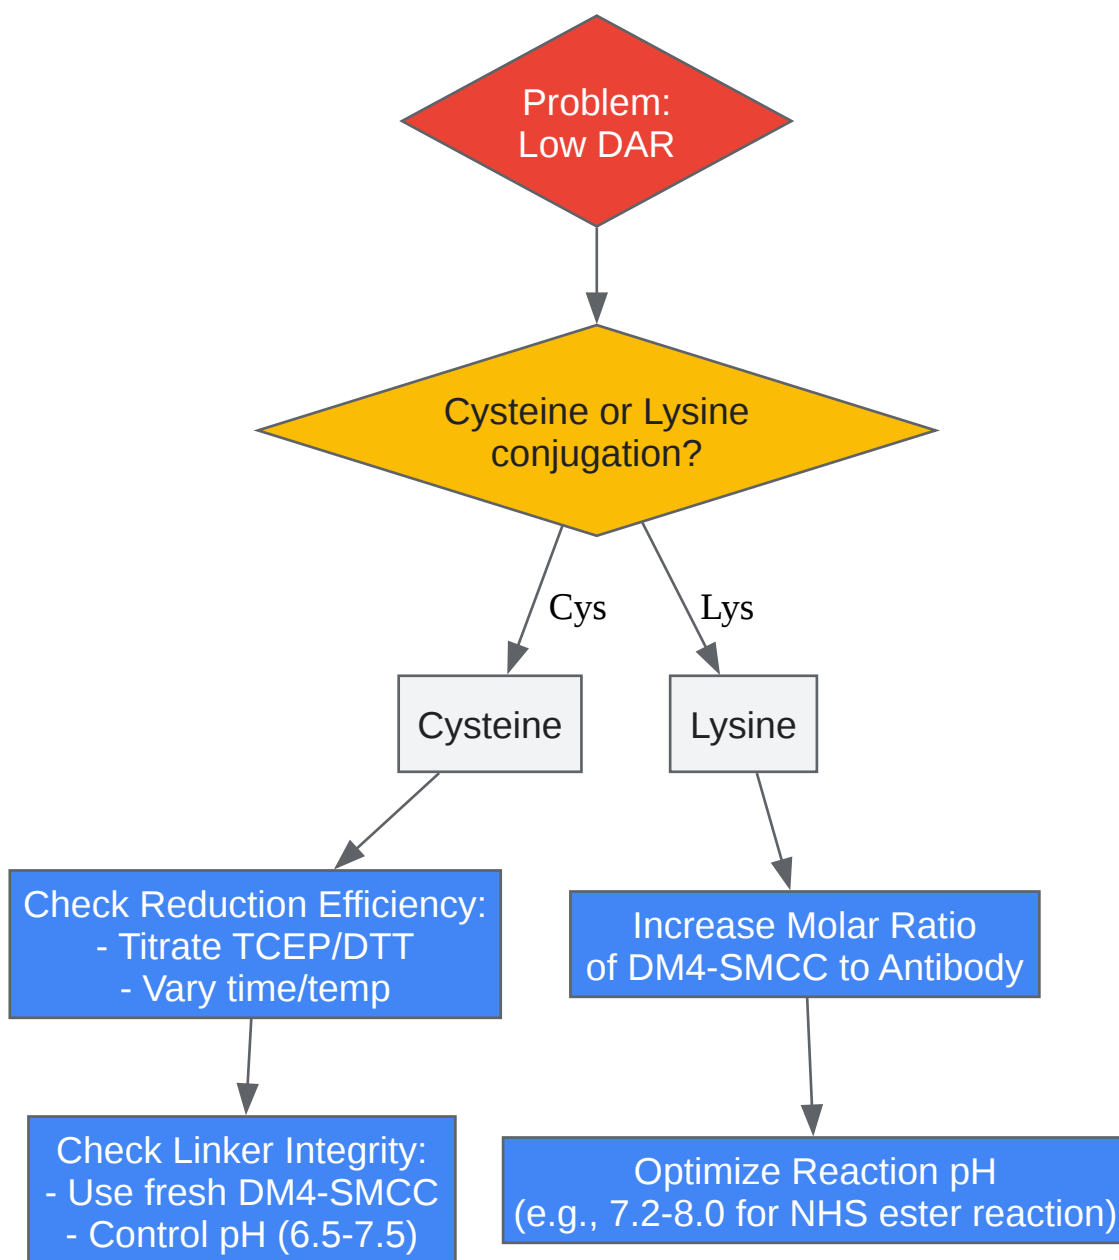 Problem:
Low DAR
Cysteine or Lysine
conjugation?
Cys
Lys
Cysteine
Lysine
Check Reduction Efficiency:
- Titrate TCEP/DTT
- Vary time/temp
Increase Molar Ratio
of DM4-SMCC to Antibody
Check Linker Integrity:
- Use fresh DM4-SMCC
- Control pH (6.5-7.5)
Optimize Reaction pH
(e.g., 7.2-8.0 for NHS ester reaction)